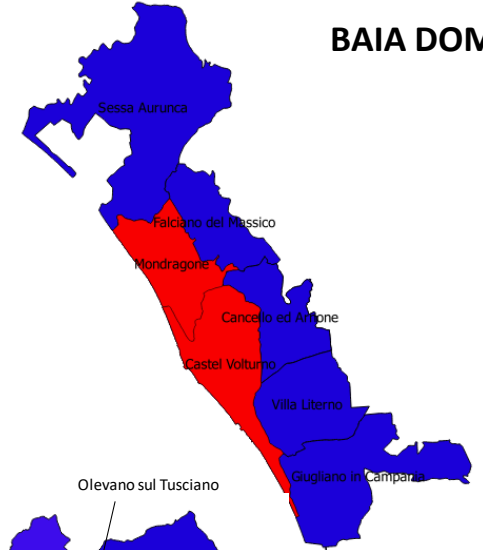 BAIA DOM
Sessa Aurunca
Falciano del Massico
Mondragone
Cancello ed Arnone
Castel Volturno
Villa Literno
Giugliano in Campania
Olevano sul Tusciano